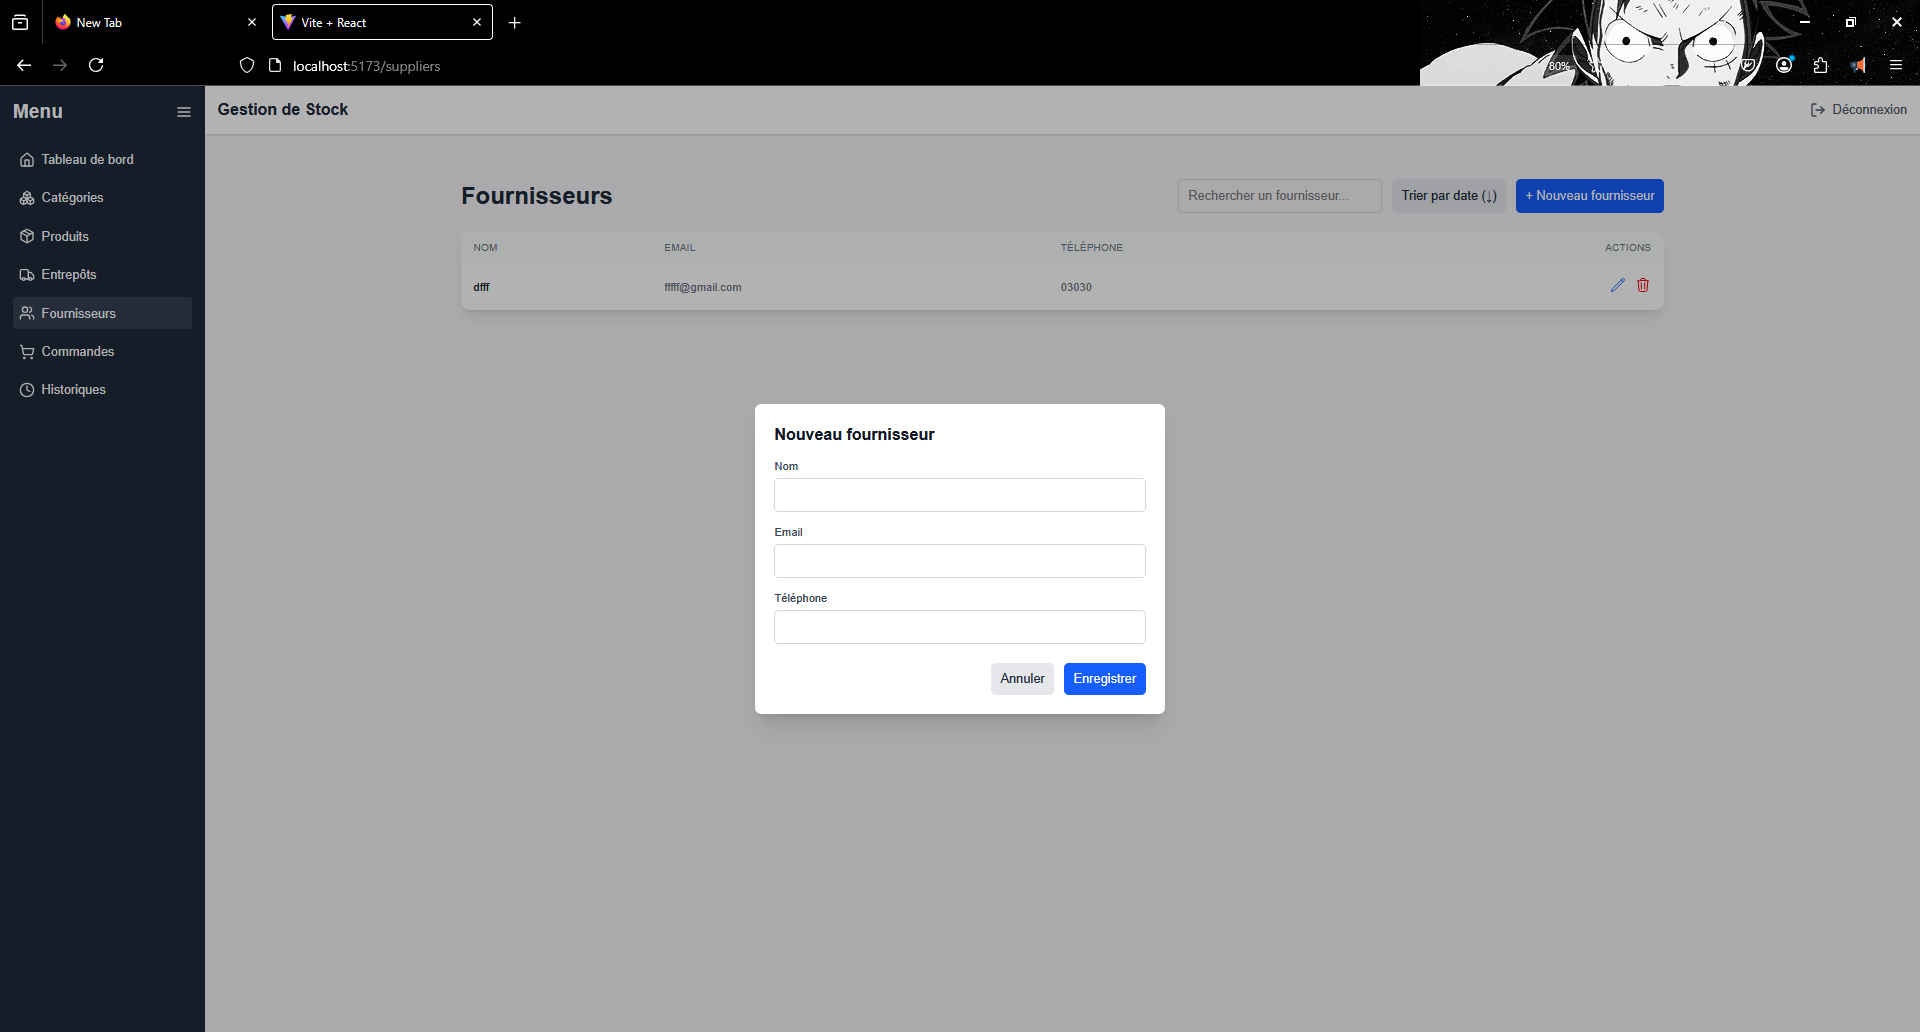 New Tab
Vite + React
localhost:5173/suppliers
80%
Menu
Gestion de Stock
Déconnexion
Tableau de bord
Catégories
Produits
Entrepôts
Fournisseurs
Commandes
Historiques
Fournisseurs
Rechercher un fournisseur...
Trier par date (↓)
+ Nouveau fournisseur
NOM EMAIL TÉLÉPHONE ACTIONS
dfff fffff@gmail.com 03030
Nouveau fournisseur
Nom
Email
Téléphone
Annuler
Enregistrer